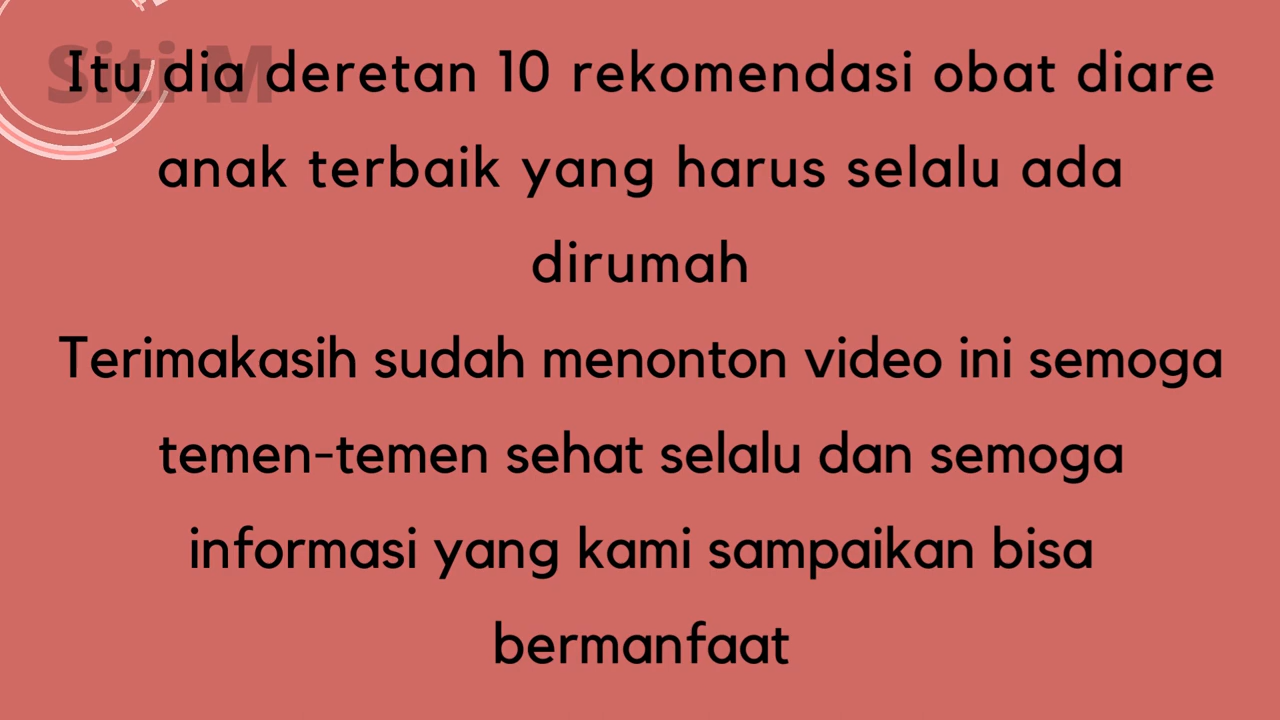 Siti M
Itu dia deretan 10 rekomendasi obat diare
anak terbaik yang harus selalu ada
dirumah
Terimakasih sudah menonton video ini semoga
temen-temen sehat selalu dan semoga
informasi yang kami sampaikan bisa
bermanfaat